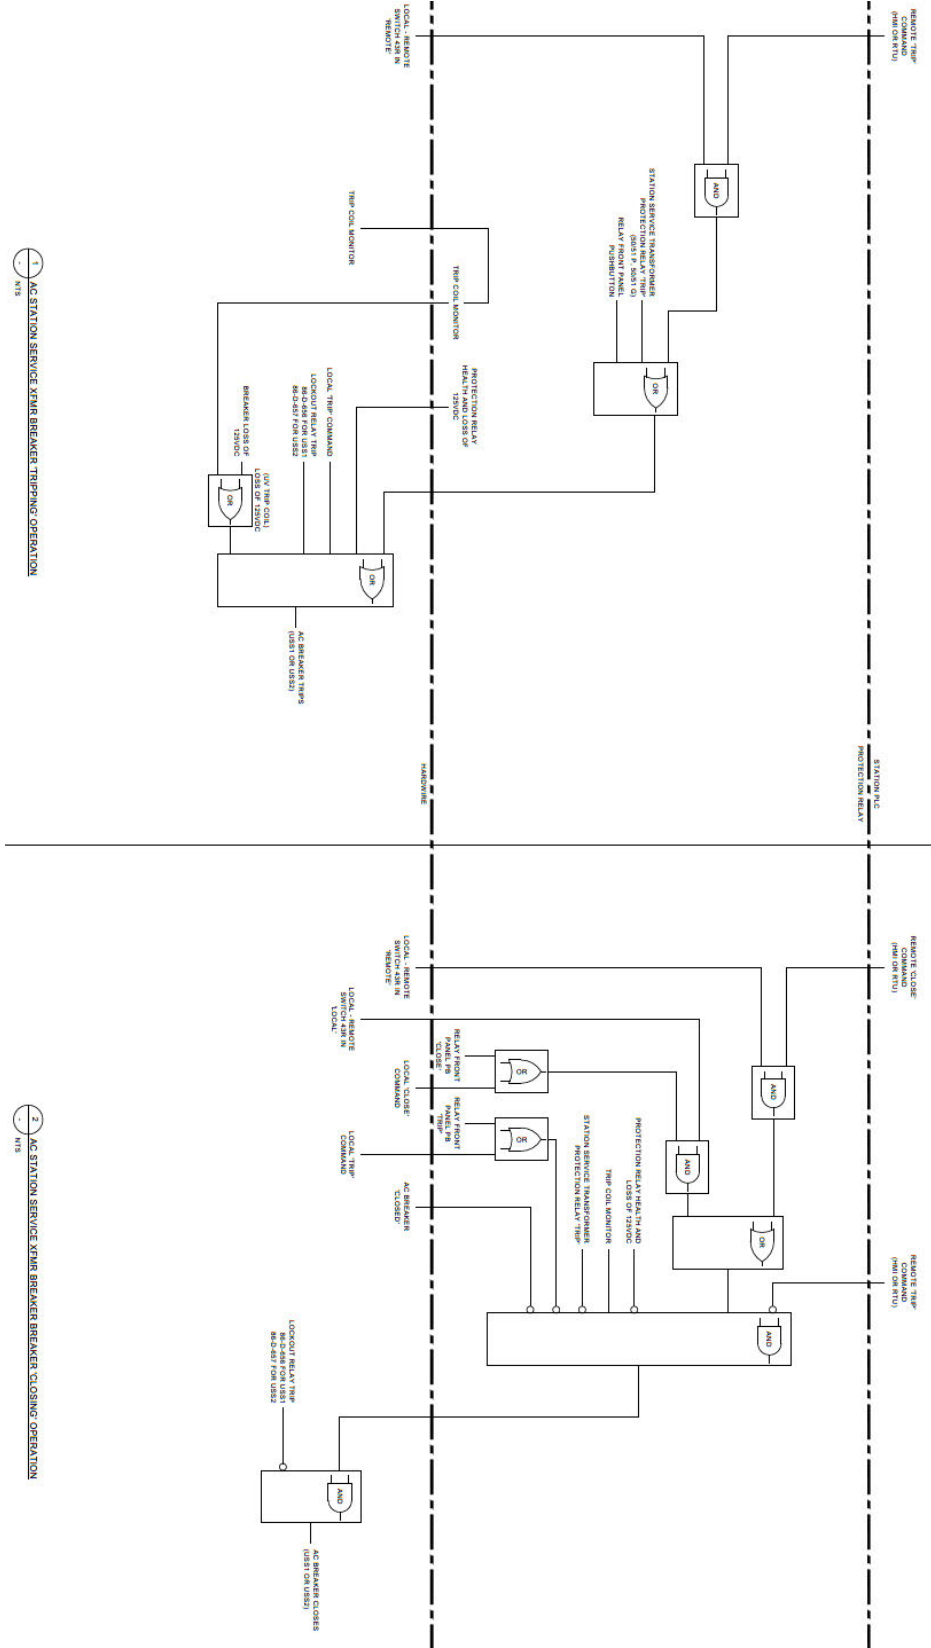 REMOTE 'TRIP'
COMMAND
(HMI OR RTU)
LOCAL - REMOTE
SWITCH 43R IN
'REMOTE'
AND
STATION SERVICE TRANSFORMER
PROTECTION RELAY 'TRIP'
(50/51 P, 50/51 G)
RELAY FRONT PANEL
PUSHBUTTON
OR
TRIP COIL MONITOR
TRIP COIL MONITOR
PROTECTION RELAY
HEALTH AND LOSS OF
125VDC
LOCAL 'TRIP' COMMAND
LOCKOUT RELAY TRIP
86-D-656 FOR USS1
86-D-657 FOR USS2
BREAKER LOSS OF
125VDC
(UV TRIP COIL)
LOSS OF 125VDC
OR
OR
AC BREAKER TRIPS
(USS1 OR USS2)
STATION PLC
PROTECTION RELAY
HARDWIRE
1
-
AC STATION SERVICE XFMR BREAKER 'TRIPPING' OPERATION
NTS
REMOTE 'CLOSE'
COMMAND
(HMI OR RTU)
LOCAL - REMOTE
SWITCH 43R IN
'REMOTE'
LOCAL - REMOTE
SWITCH 43R IN
'LOCAL'
RELAY FRONT
PANEL PB
'CLOSE'
LOCAL 'CLOSE'
COMMAND
OR
RELAY FRONT
PANEL PB
'TRIP'
LOCAL 'TRIP'
COMMAND
OR
AND
AND
AC BREAKER
'CLOSED'
STATION SERVICE TRANSFORMER
PROTECTION RELAY 'TRIP'
TRIP COIL MONITOR
PROTECTION RELAY HEALTH AND
LOSS OF 125VDC
OR
REMOTE 'TRIP'
COMMAND
(HMI OR RTU)
AND
LOCKOUT RELAY TRIP
86-D-656 FOR USS1
86-D-657 FOR USS2
AND
AC BREAKER CLOSES
(USS1 OR USS2)
2
-
AC STATION SERVICE XFMR BREAKER BREAKER 'CLOSING' OPERATION
NTS